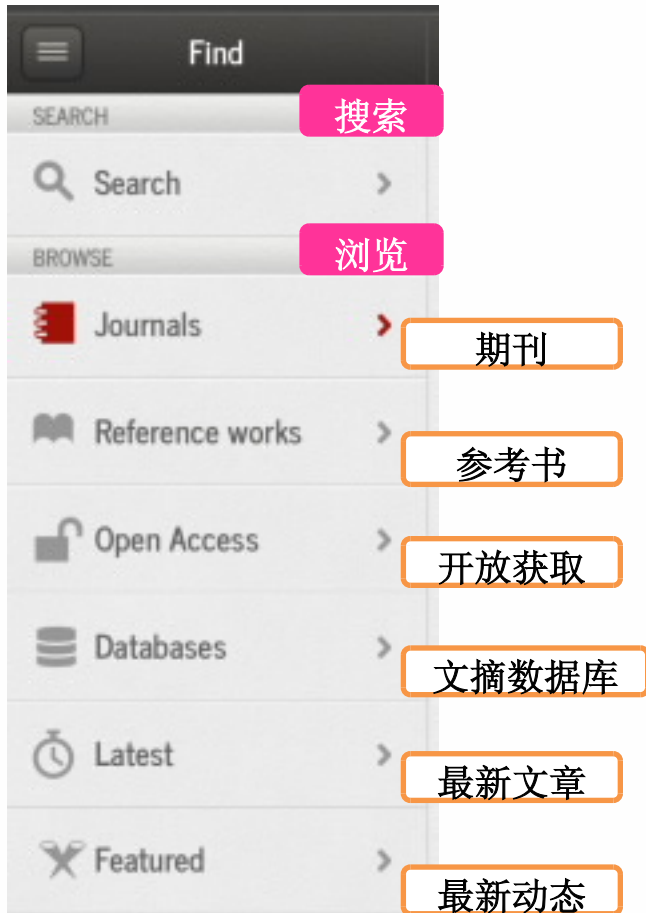 Find
SEARCH
搜索
Search
BROWSE
浏览
Journals
期刊
Reference works
参考书
Open Access
开放获取
Databases
文摘数据库
Latest
最新文章
Featured
最新动态